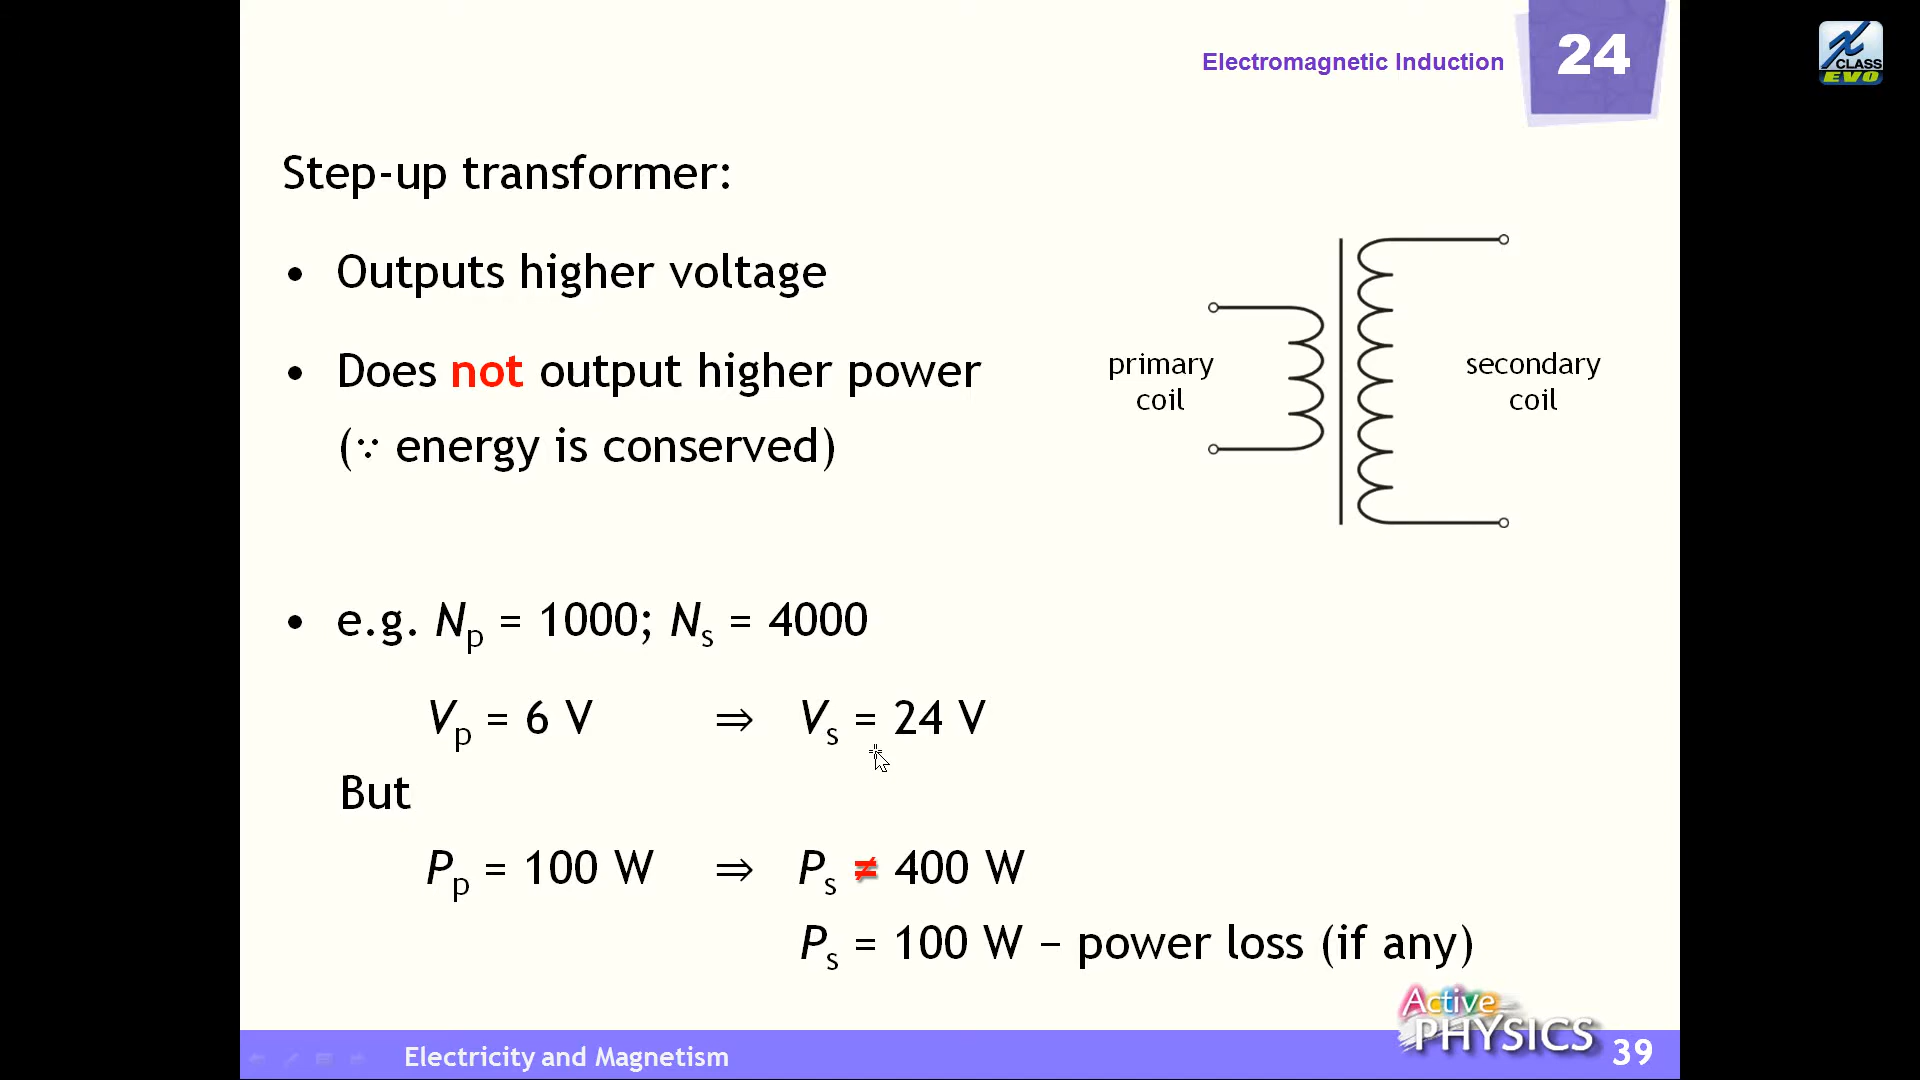 Electromagnetic Induction
24
CLASS
EVO
Step-up transformer:
• Outputs higher voltage
• Does not output higher power
(∵ energy is conserved)
primary
coil
secondary
coil
• e.g. Np = 1000; Ns = 4000
Vp = 6 V ⇒ Vs = 24 V
But
Pp = 100 W ⇒ Ps ≠ 400 W
Ps = 100 W – power loss (if any)
Active
PHYSICS
Electricity and Magnetism
39